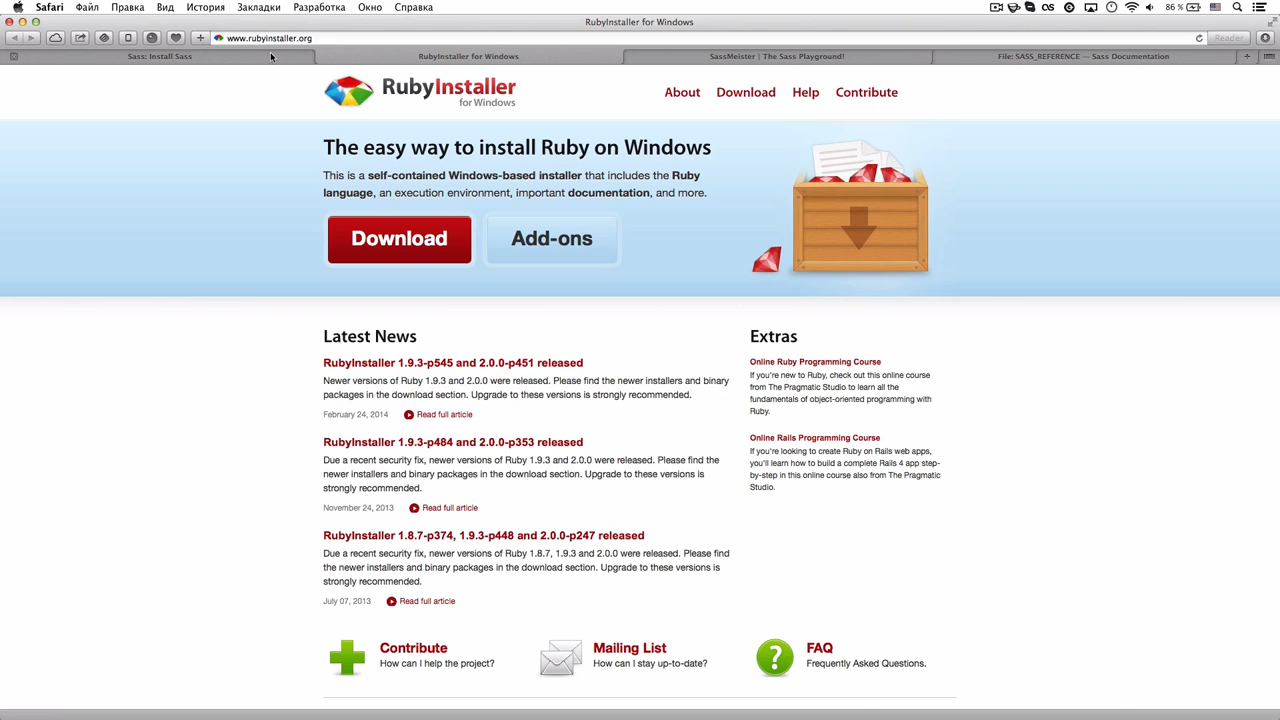 Safari Файл Правка Вид История Закладки Разработка Окно Справка 86 %
RubyInstaller for Windows
www.rubyinstaller.org Reader
Sass: Install Sass RubyInstaller for Windows SassMeister | The Sass Playground! File: SASS_REFERENCE — Sass Documentation
RubyInstaller
for Windows
About Download Help Contribute
The easy way to install Ruby on Windows
This is a self-contained Windows-based installer that includes the Ruby
language, an execution environment, important documentation, and more.
Download Add-ons
Latest News
RubyInstaller 1.9.3-p545 and 2.0.0-p451 released
Newer versions of Ruby 1.9.3 and 2.0.0 were released. Please find the newer installers and binary
packages in the download section. Upgrade to these versions is strongly recommended.
February 24, 2014 Read full article
RubyInstaller 1.9.3-p484 and 2.0.0-p353 released
Due a recent security fix, newer versions of Ruby 1.9.3 and 2.0.0 were released. Please find the
newer installers and binary packages in the download section. Upgrade to these versions is
strongly recommended.
November 24, 2013 Read full article
RubyInstaller 1.8.7-p374, 1.9.3-p448 and 2.0.0-p247 released
Due a recent security fix, newer versions of Ruby 1.8.7, 1.9.3 and 2.0.0 were released. Please find
the newer installers and binary packages in the download section. Upgrade to these versions is
strongly recommended.
July 07, 2013 Read full article
Extras
Online Ruby Programming Course
If you're new to Ruby, check out this online course
from The Pragmatic Studio to learn all the
fundamentals of object-oriented programming with
Ruby.
Online Rails Programming Course
If you're looking to create Ruby on Rails web apps,
you'll learn how to build a complete Rails 4 app step-
by-step in this online course also from The Pragmatic
Studio.
Contribute
How can I help the project?
Mailing List
How can I stay up-to-date?
FAQ
Frequently Asked Questions.